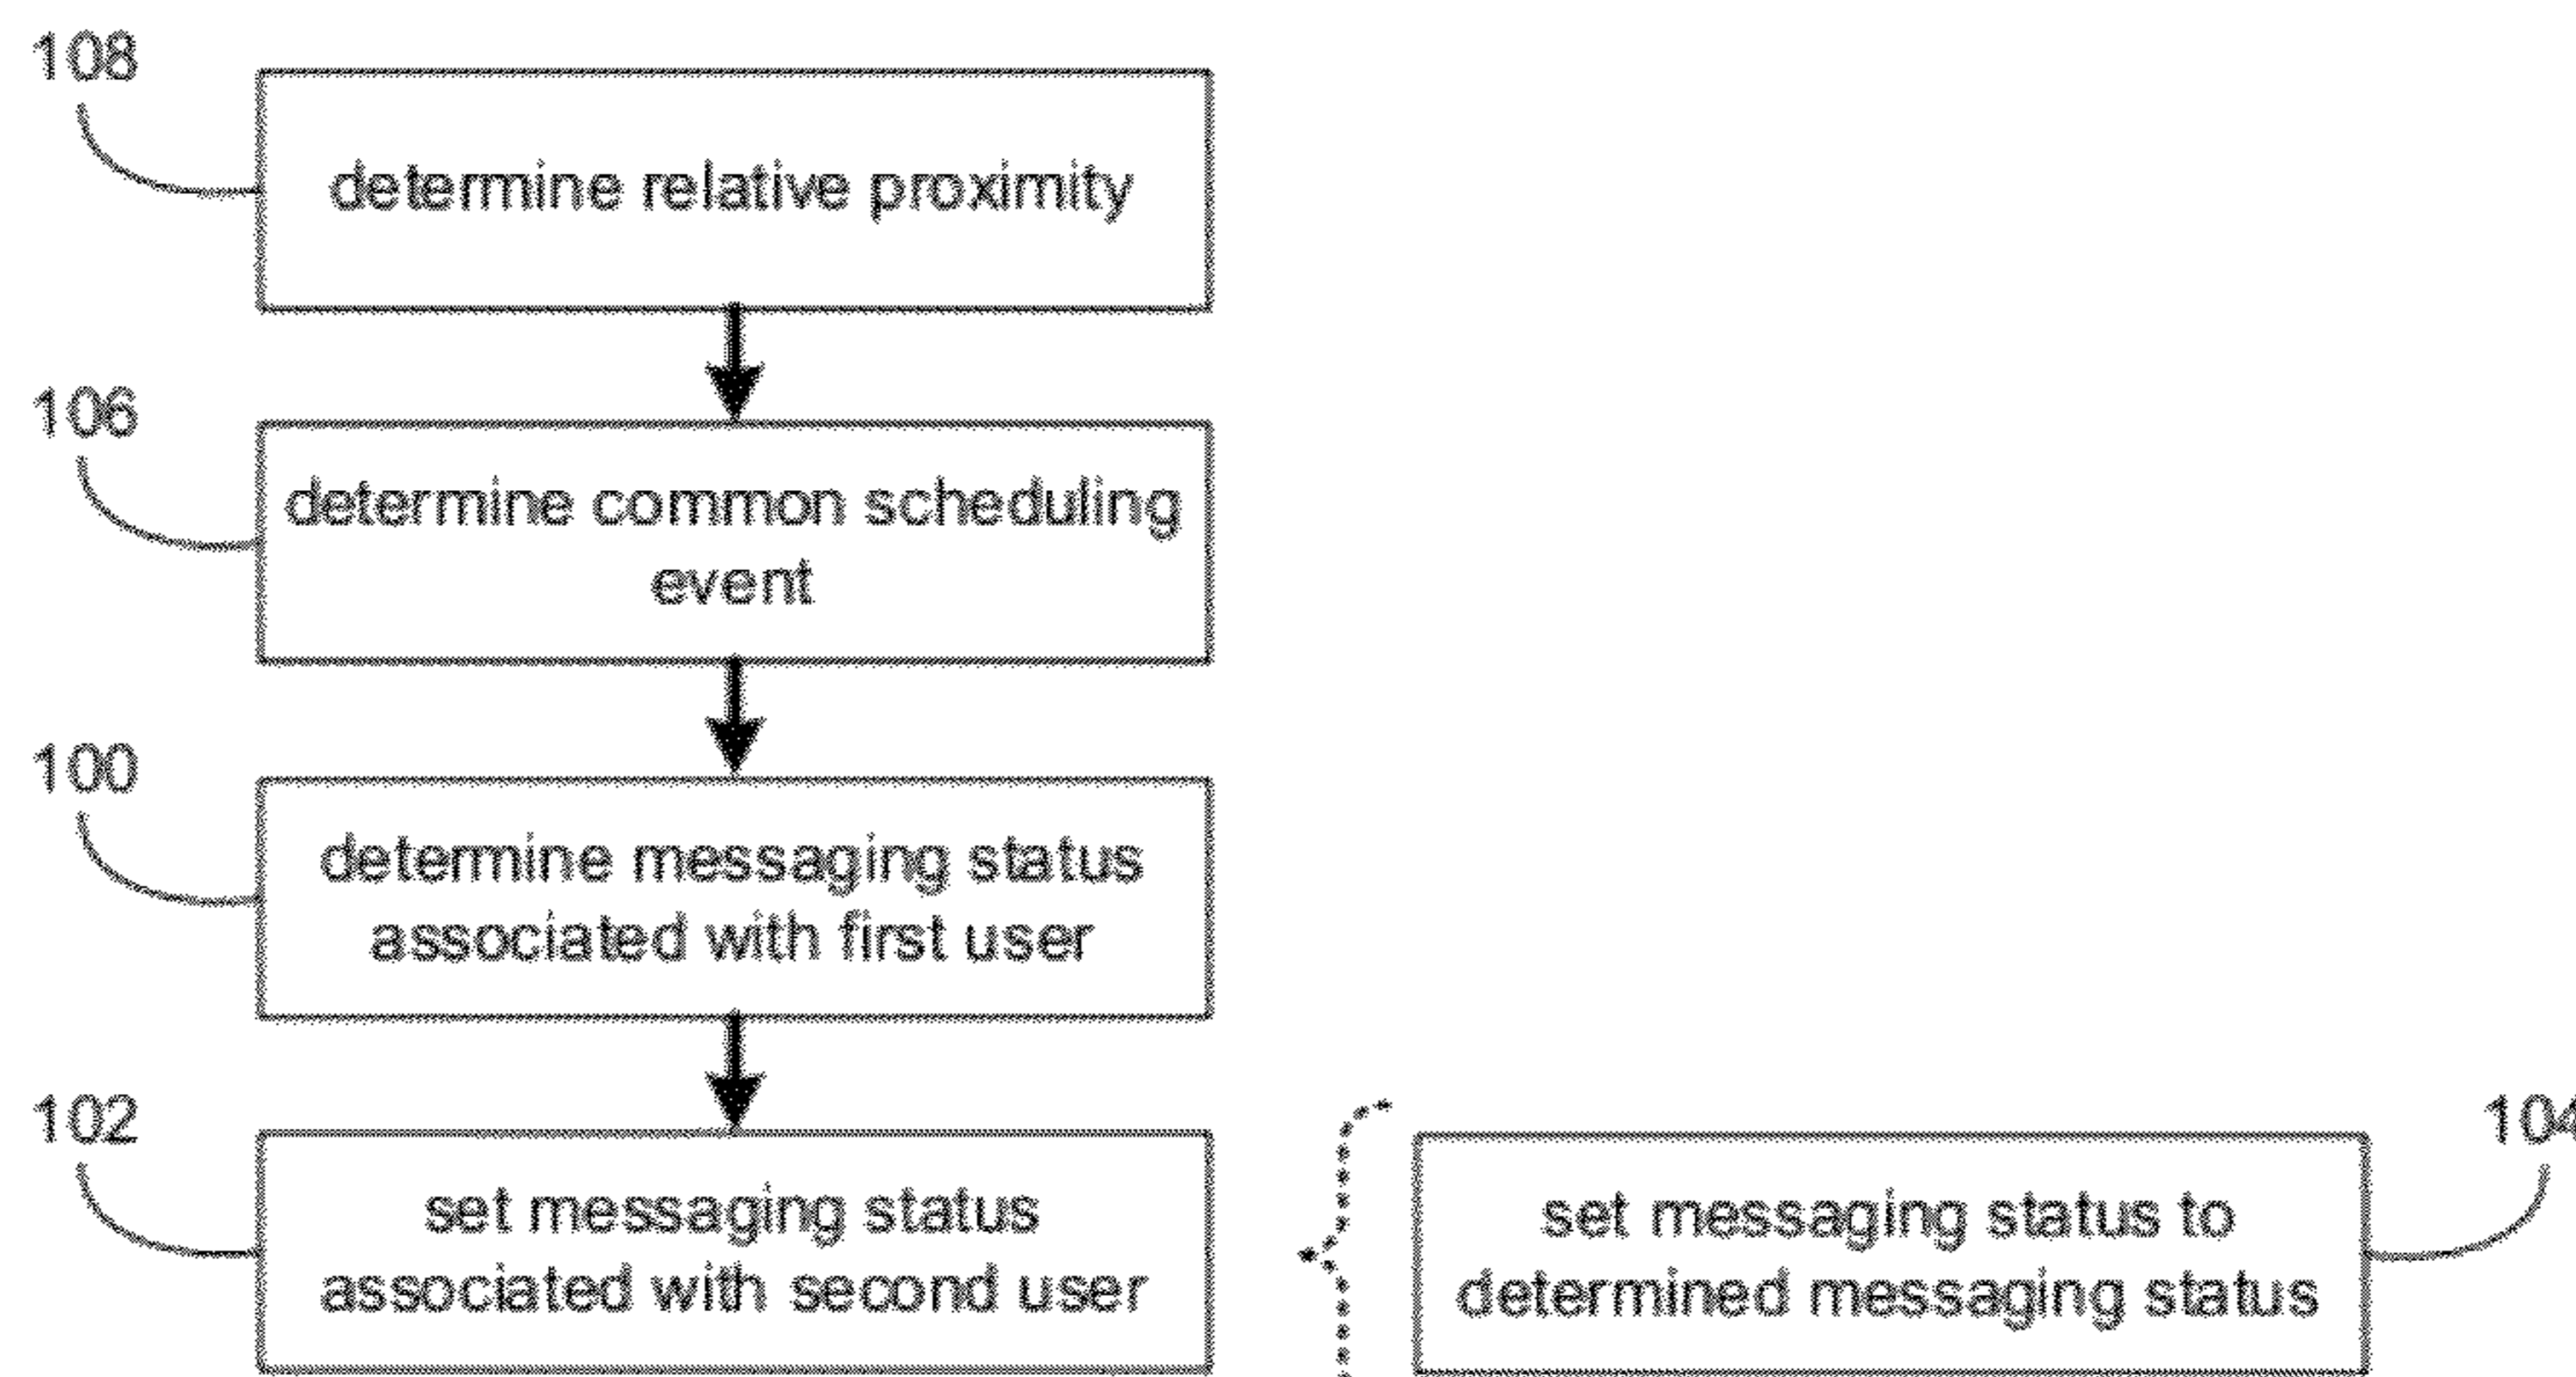 108
determine relative proximity
106
determine common scheduling
event
100
determine messaging status
associated with first user
102
set messaging status
associated with second user
104
set messaging status to
determined messaging status